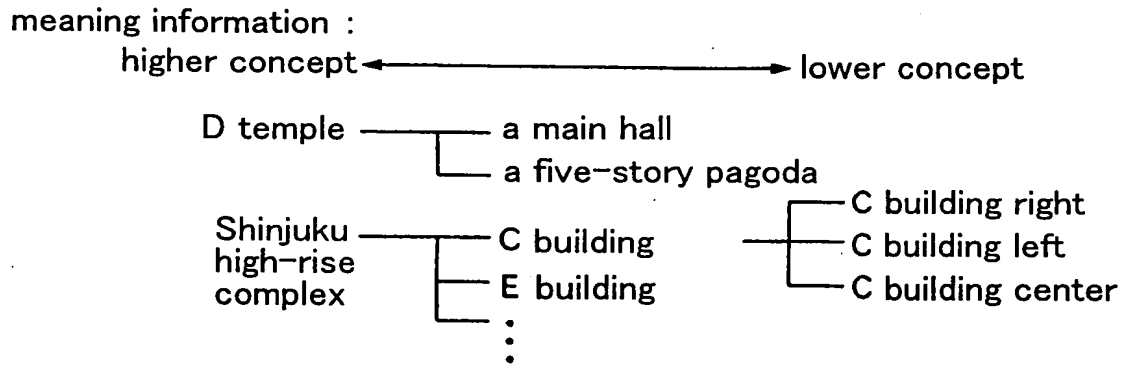 meaning information :
higher concept lower concept
D temple a main hall
a five-story pagoda
C building right
Shinjuku C building C building left
high-rise E building C building center
complex